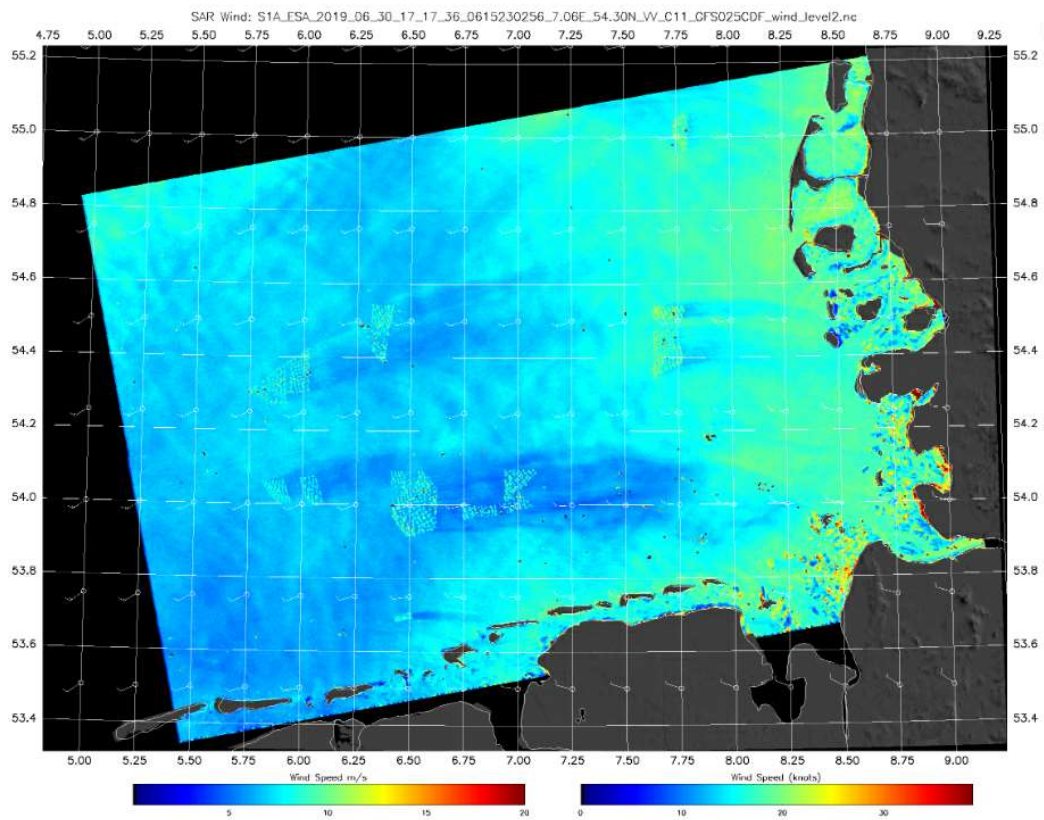 SAR Wind: S1A_ESA_2019_06_30_17_17_36_0615230256_7.06E_54.30N_VV_C11_GFS025CDF_wind_level2.nc
4.75 5.00 5.25 5.50 5.75 6.00 6.25 6.50 6.75 7.00 7.25 7.50 7.75 8.00 8.25 8.50 8.75 9.00 9.25
55.2 55.2
55.0 55.0
54.8 54.8
54.6 54.6
54.4 54.4
54.2 54.2
54.0 54.0
53.8 53.8
53.6 53.6
53.4 53.4
5.00 5.25 5.50 5.75 6.00 6.25 6.50 6.75 7.00 7.25 7.50 7.75 8.00 8.25 8.50 8.75 9.00
Wind Speed m/s Wind Speed (knots)
5 10 15 20 0 10 20 30